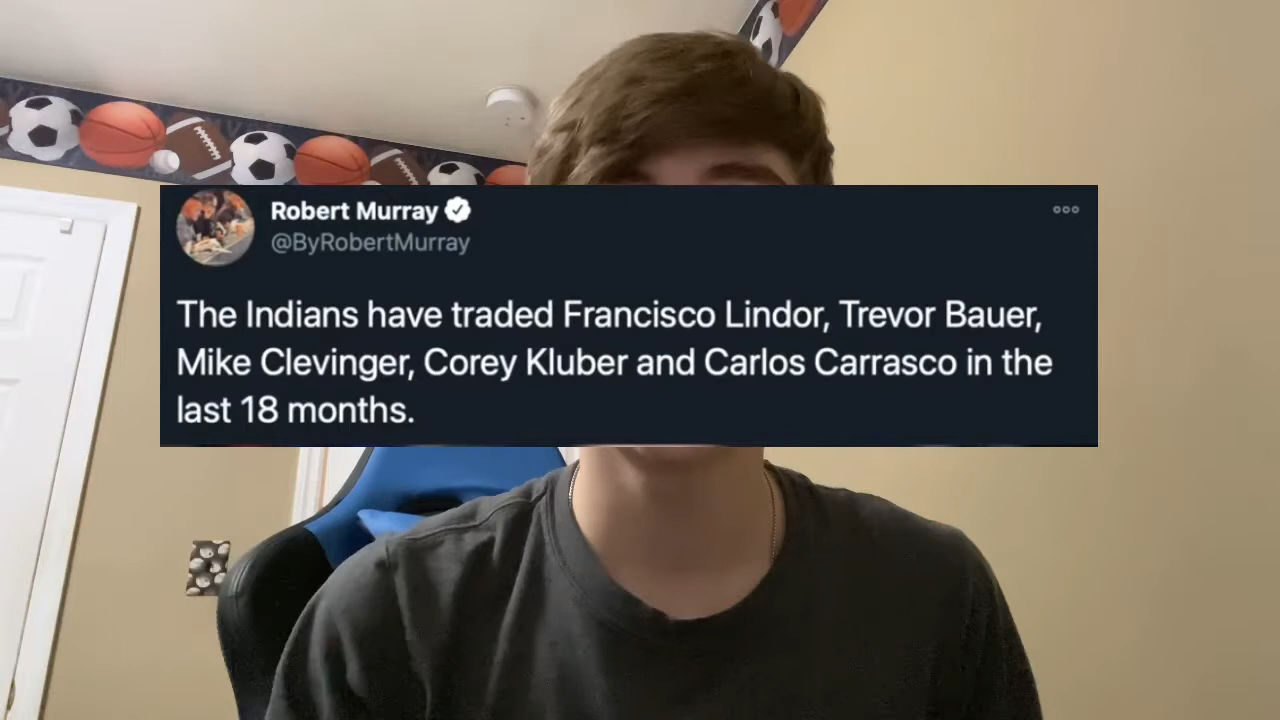 Robert Murray
@ByRobertMurray
The Indians have traded Francisco Lindor, Trevor Bauer,
Mike Clevinger, Corey Kluber and Carlos Carrasco in the
last 18 months.